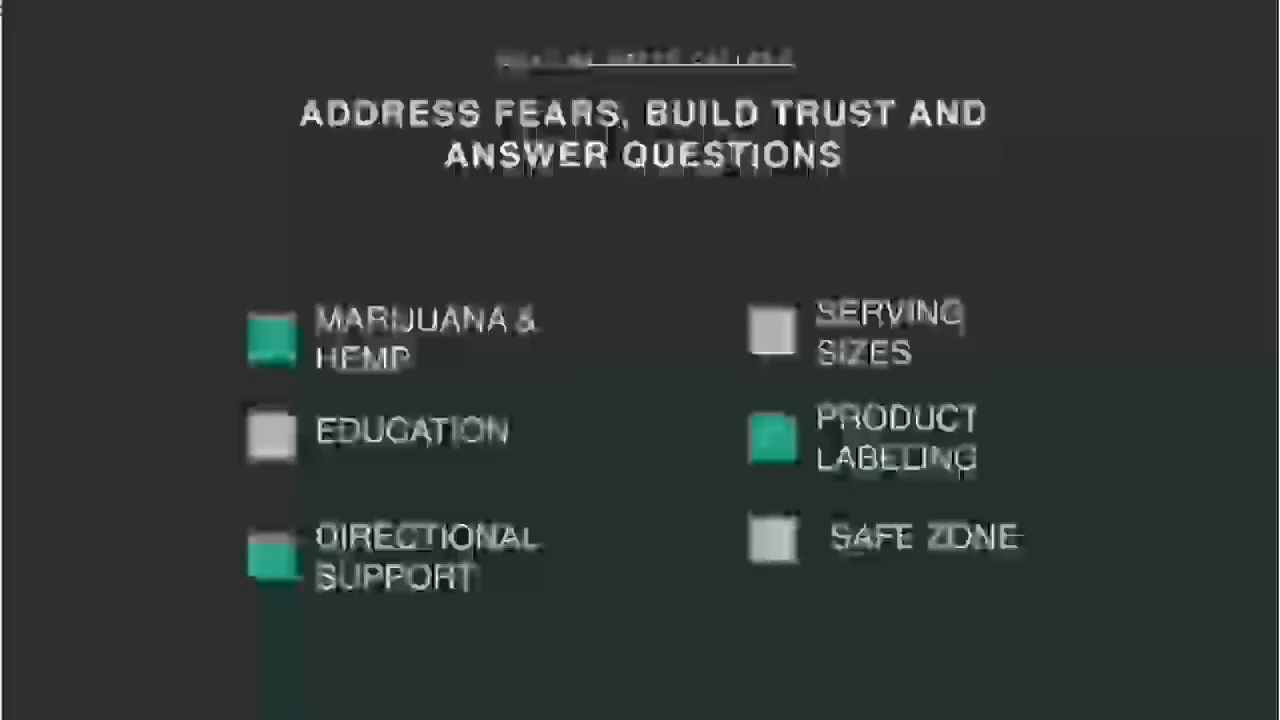 ADDRESS FEARS, BUILD TRUST AND
ANSWER QUESTIONS
MARIJUANA &
HEMP
EDUCATION
DIRECTIONAL
SUPPORT
SERVING
SIZES
PRODUCT
LABELING
SAFE ZONE